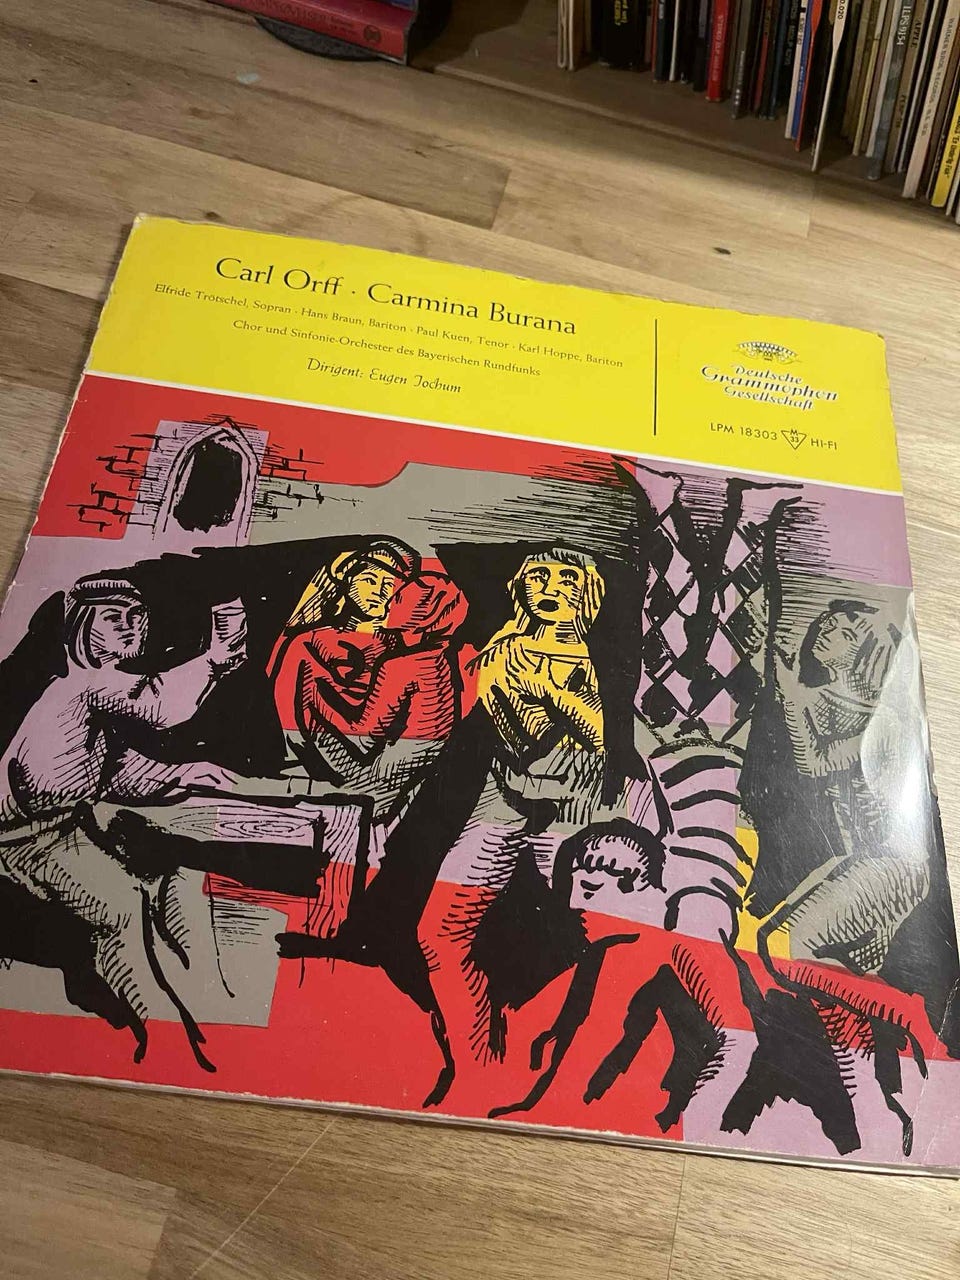 Carl Orff · Carmina Burana
Elfride Trötschel, Sopran · Hans Braun, Bariton · Paul Kuen, Tenor · Karl Hoppe, Bariton
Chor und Sinfonie-Orchester des Bayerischen Rundfunks
Dirigent: Eugen Jochum
Deutsche
Grammophon
Gesellschaft
LPM 18303 M 33 HI-FI